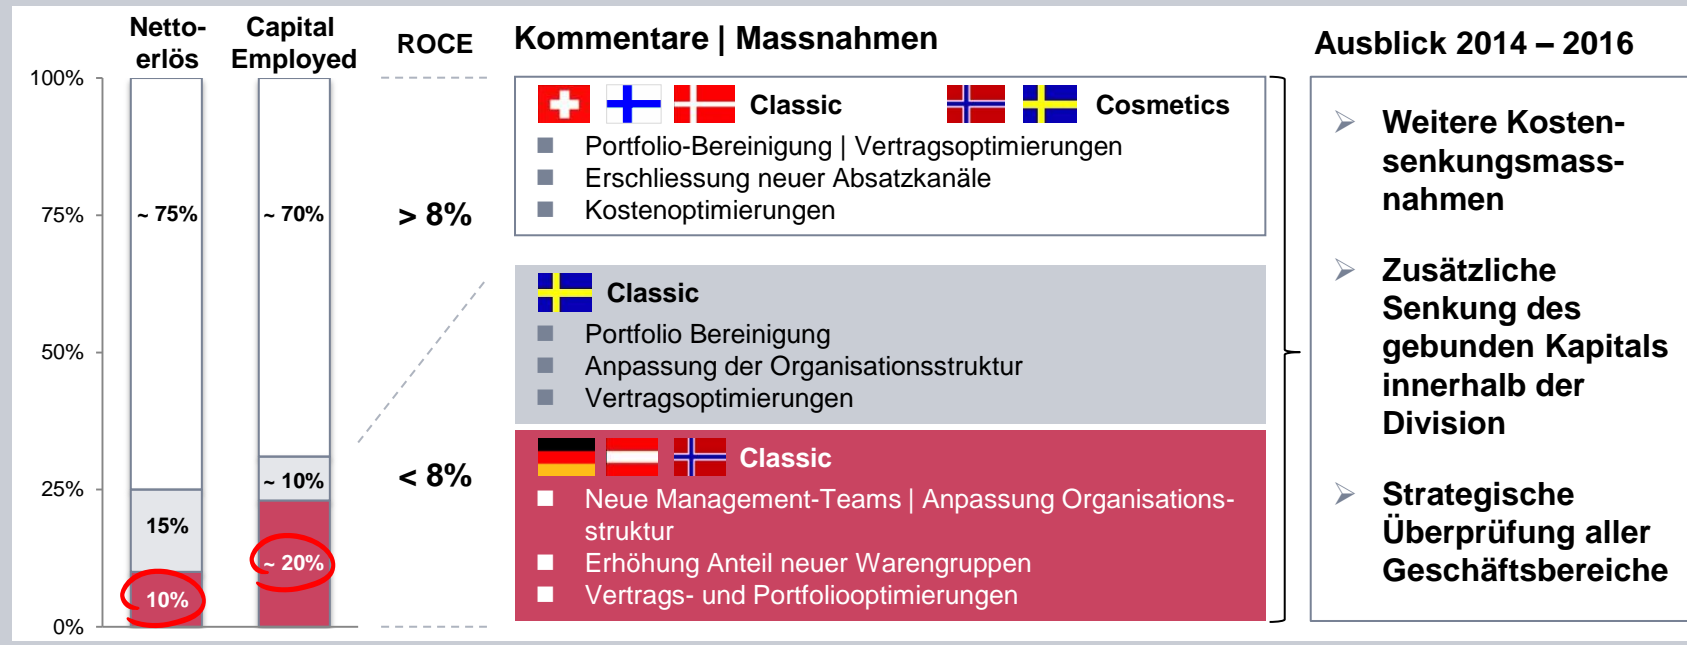 Netto-
erlös
Capital
Employed
ROCE
Kommentare | Massnahmen
Ausblick 2014 – 2016
100%
75%
50%
25%
0%
~ 75%
15%
10%
~ 70%
~ 10%
~ 20%
> 8%
< 8%
Classic
Cosmetics
Portfolio-Bereinigung | Vertragsoptimierungen
Erschliessung neuer Absatzkanäle
Kostenoptimierungen
Classic
Portfolio Bereinigung
Anpassung der Organisationsstruktur
Vertragsoptimierungen
Classic
Neue Management-Teams | Anpassung Organisations-
struktur
Erhöhung Anteil neuer Warengruppen
Vertrags- und Portfoliooptimierungen
Weitere Kosten-
senkungsmass-
nahmen
Zusätzliche
Senkung des
gebunden Kapitals
innerhalb der
Division
Strategische
Überprüfung aller
Geschäftsbereiche